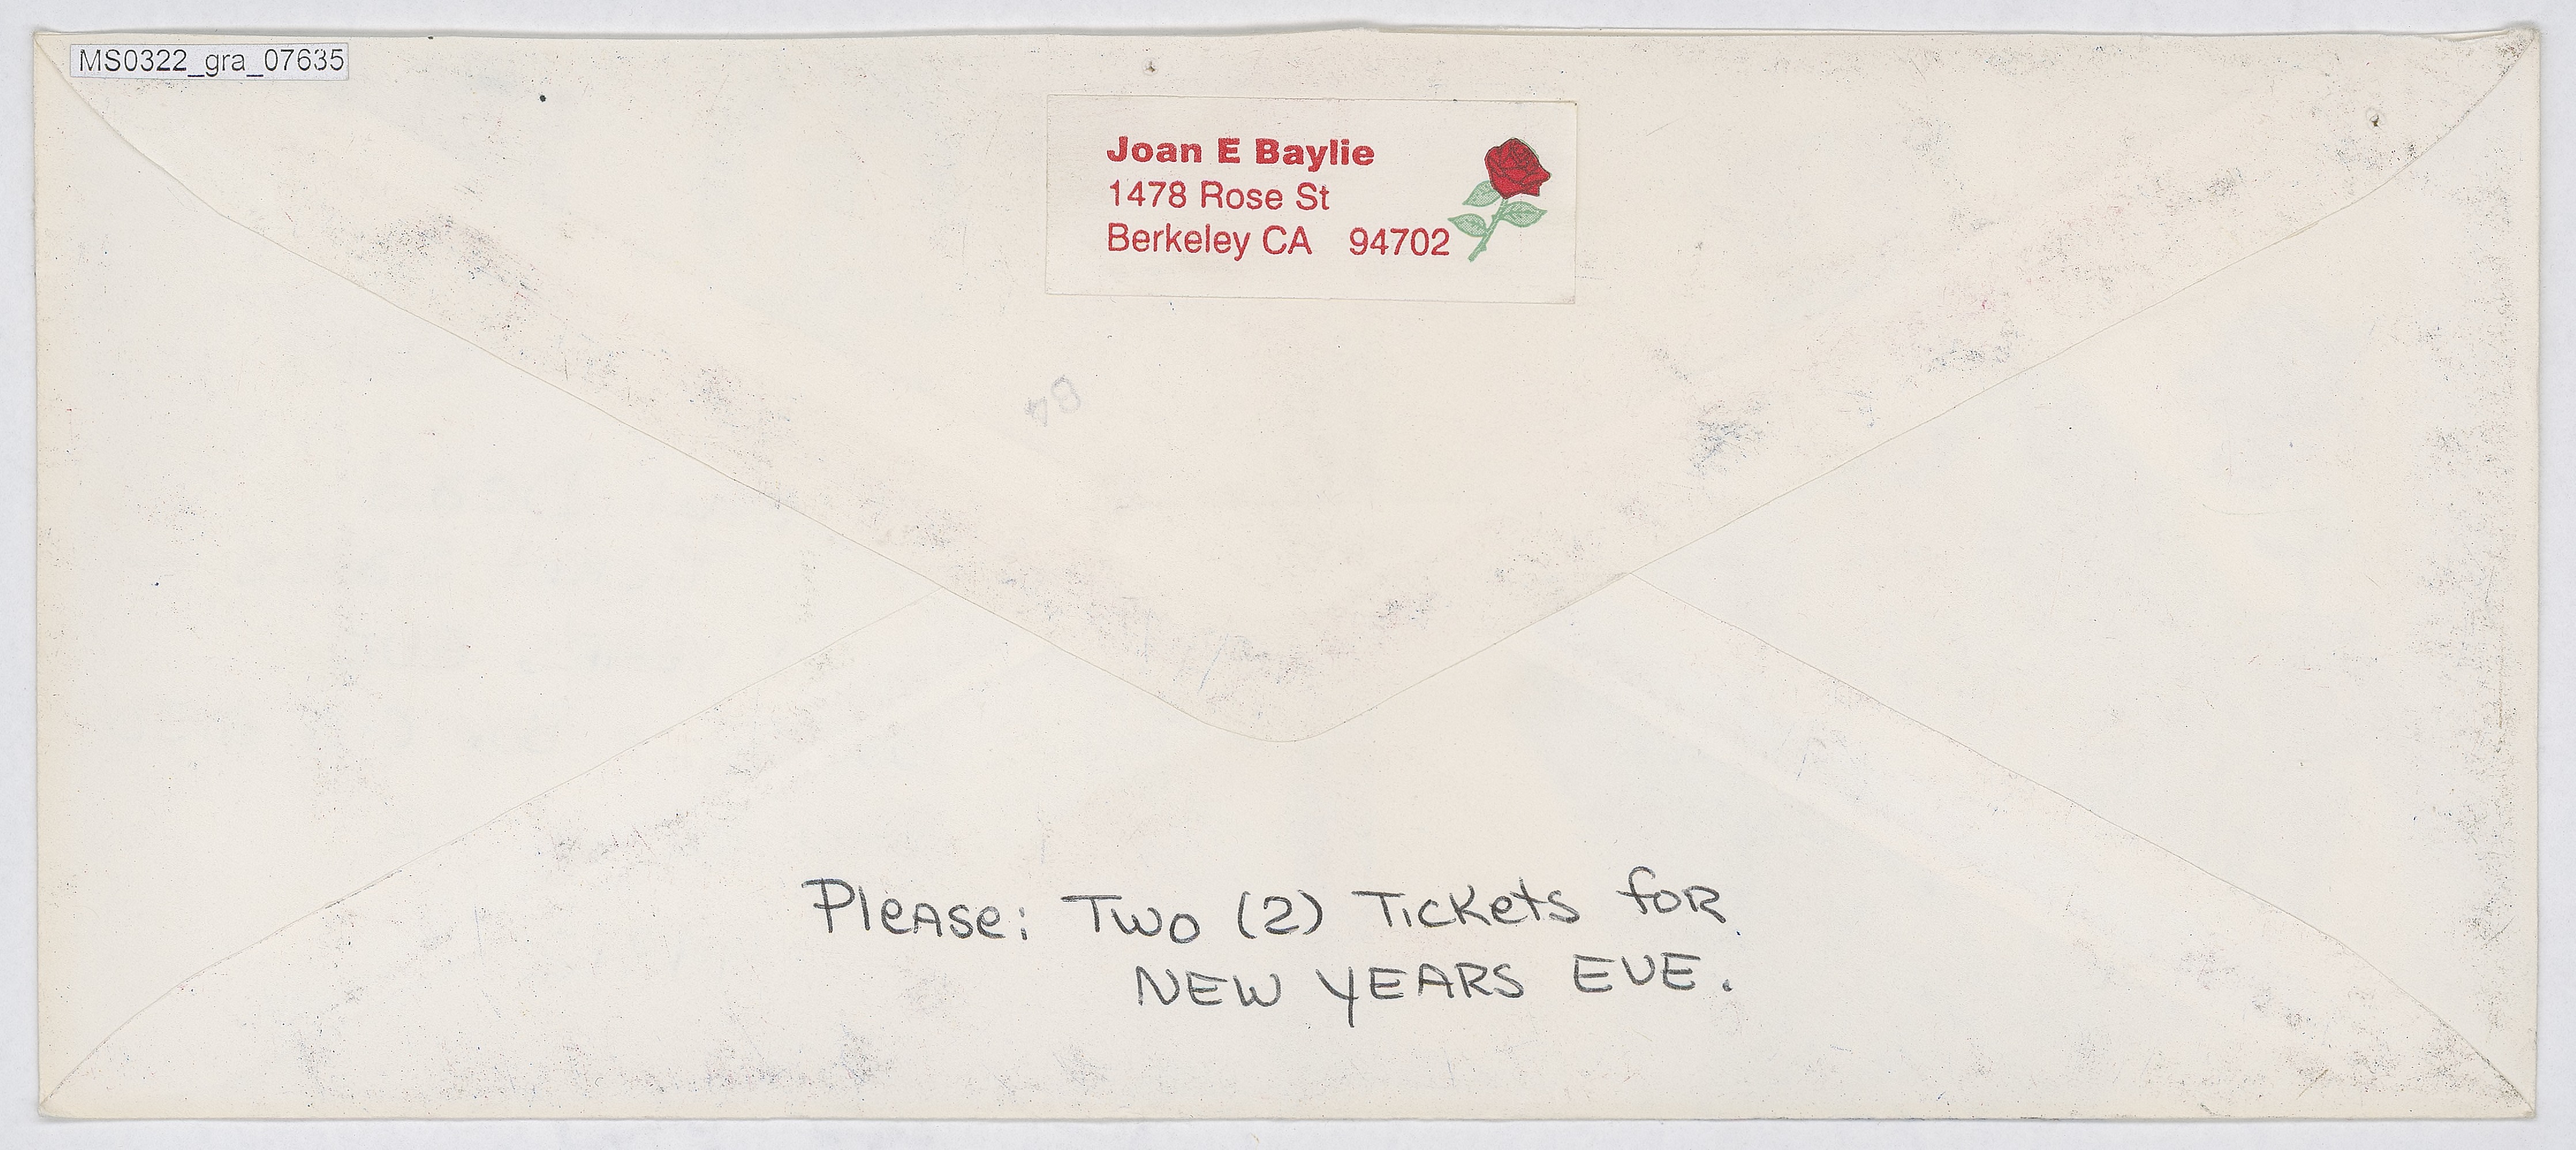 MS0322_gra_07635
Joan E Baylie
1478 Rose St
Berkeley CA 94702
Please: Two (2) Tickets for
NEW YEARS EVE.